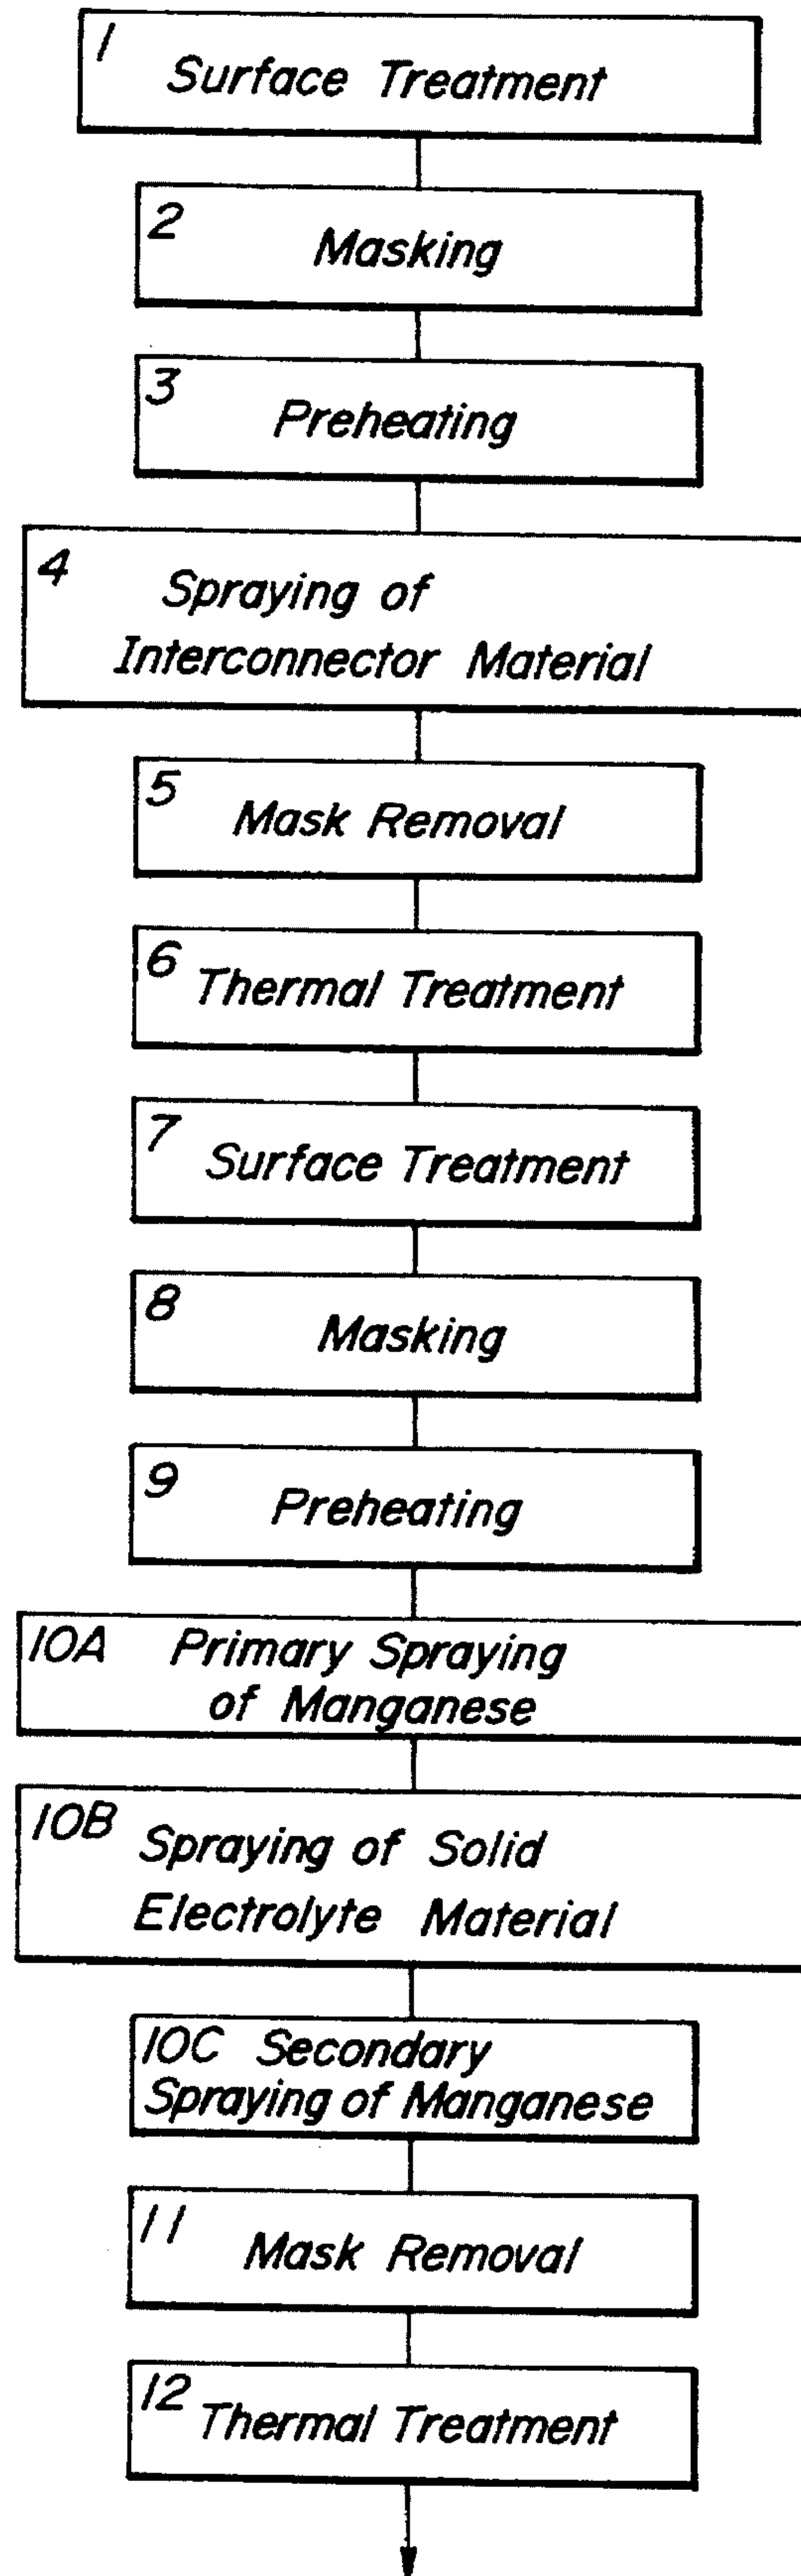 1
Surface Treatment
2
Masking
3
Preheating
4
Spraying of
Interconnector Material
5
Mask Removal
6
Thermal Treatment
7
Surface Treatment
8
Masking
9
Preheating
10A Primary Spraying
of Manganese
10B
Spraying of Solid
Electrolyte Material
10C Secondary
Spraying of Manganese
11
Mask Removal
12
Thermal Treatment